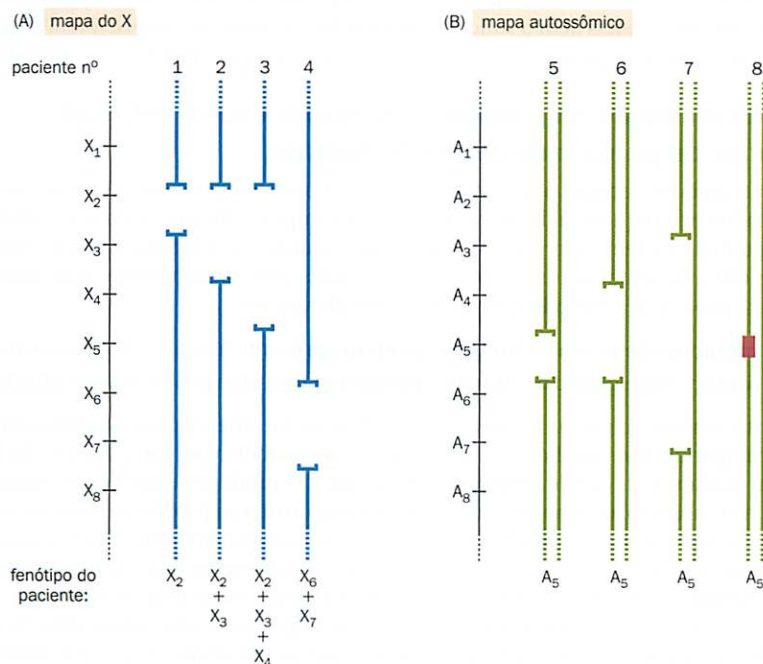 (A) mapa do X
paciente nº 1 2 3 4
X₁
X₂
X₃
X₄
X₅
X₆
X₇
X₈
fenótipo do
paciente:
X₂
X₂
+
X₃
X₂
+
X₃
+
X₄
X₆
+
X₇
(B) mapa autossômico
5 6 7 8
A₁
A₂
A₃
A₄
A₅
A₆
A₇
A₈
A₅ A₅ A₅ A₅